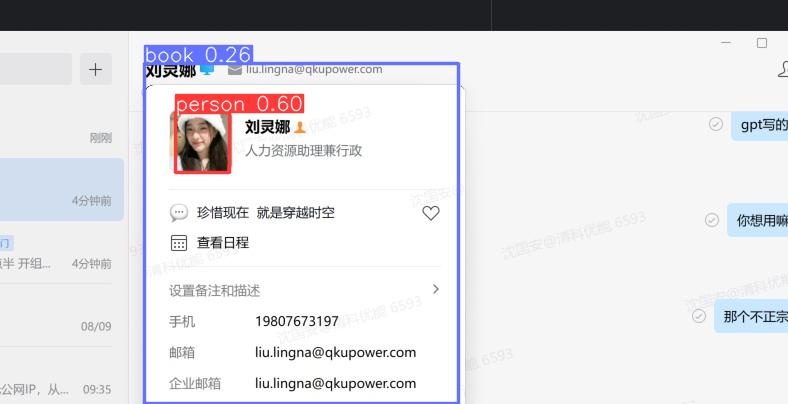 book 0.26
刘灵娜 liu.lingna@qkupower.com
person 0.60
刘灵娜
人力资源助理兼行政
珍惜现在 就是穿越时空
查看日程
设置备注和描述
手机 19807673197
邮箱 liu.lingna@qkupower.com
企业邮箱 liu.lingna@qkupower.com
刚刚
4分钟前
门
半 开组... 4分钟前
08/09
公网IP，从... 09:35
gpt写的
你想用嘛
那个不正宗
沈国安@清科优能 6593